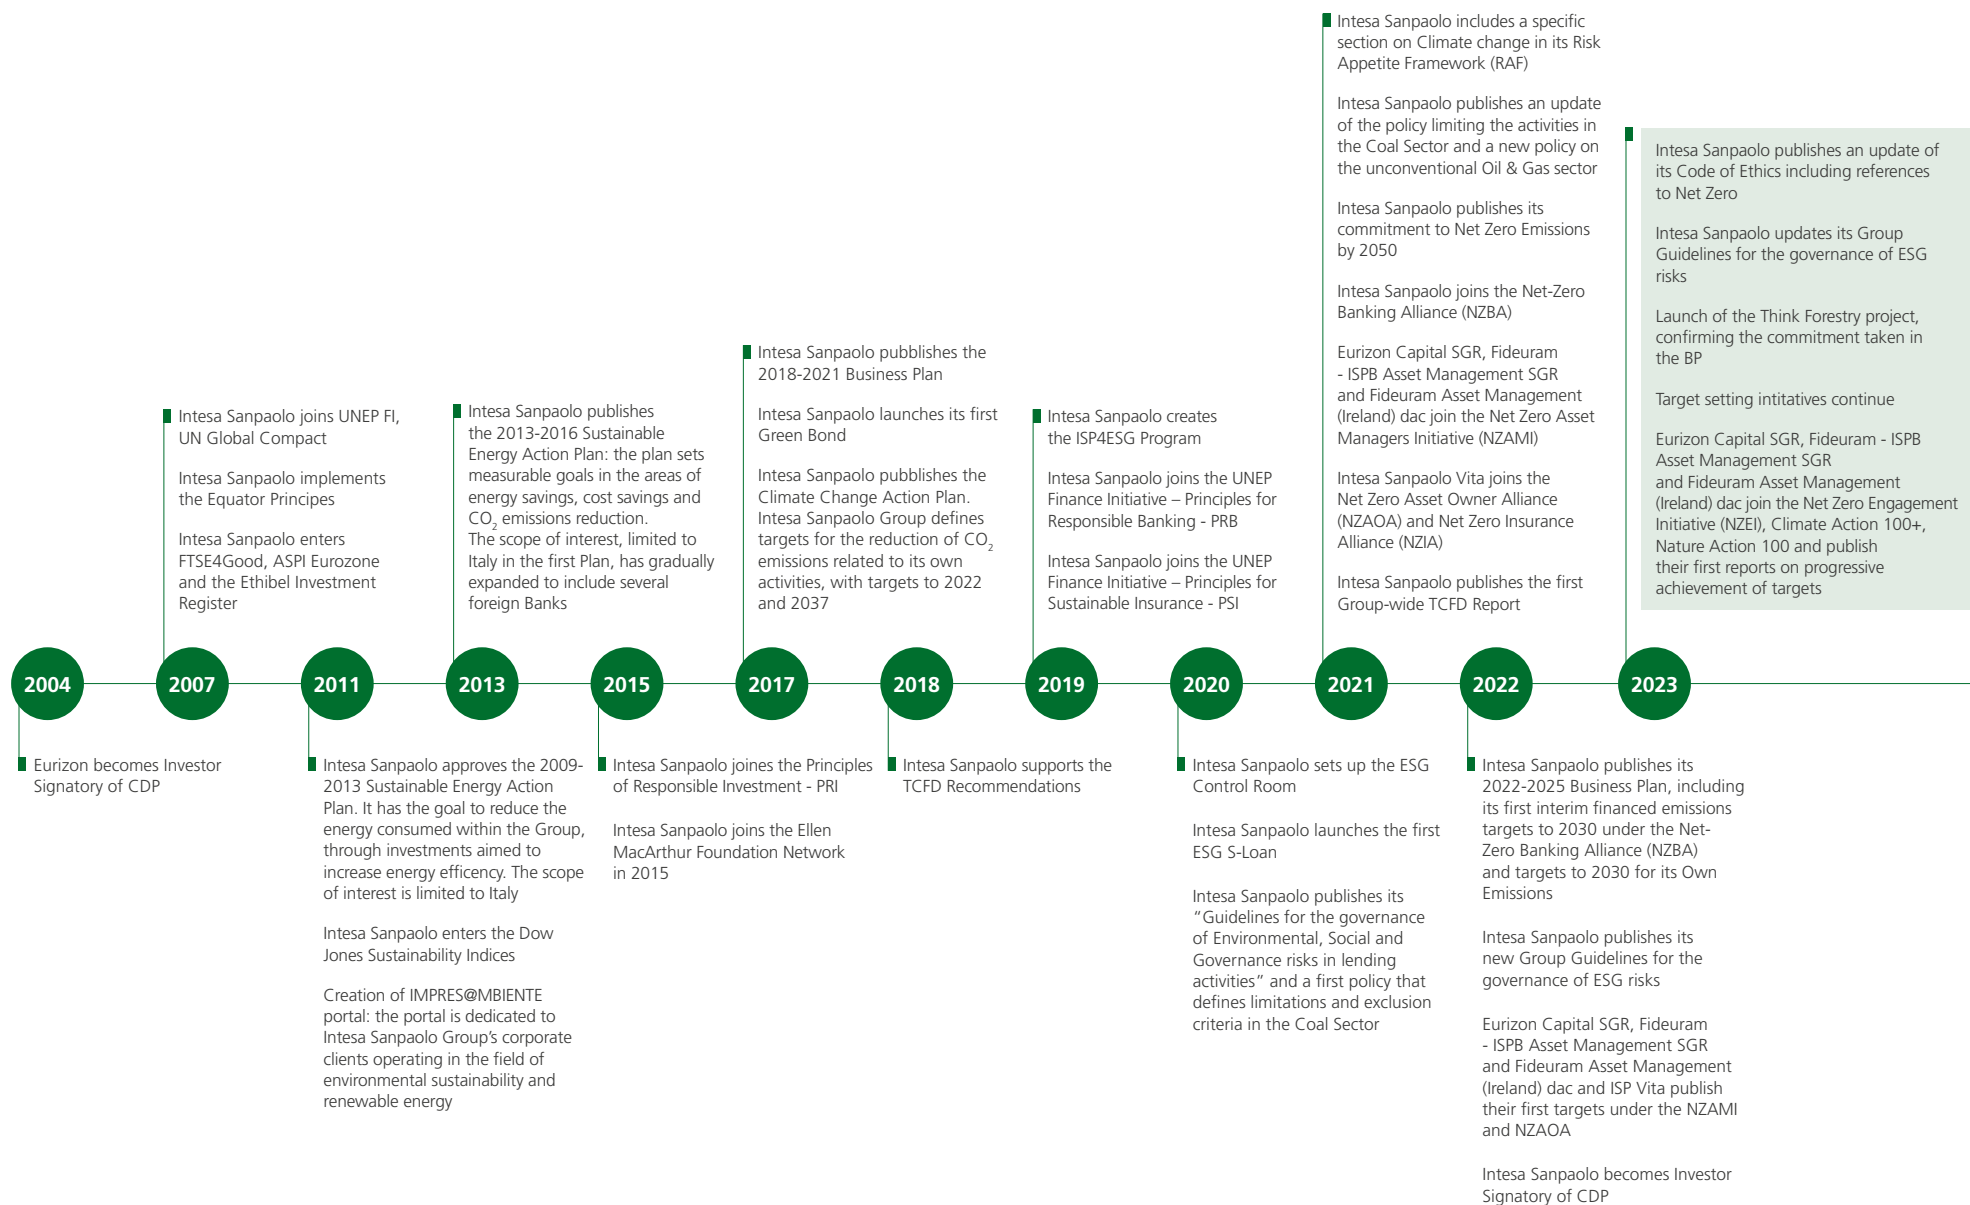 2004
Eurizon becomes Investor
Signatory of CDP
2007
Intesa Sanpaolo joins UNEP FI,
UN Global Compact
Intesa Sanpaolo implements
the Equator Principes
Intesa Sanpaolo enters
FTSE4Good, ASPI Eurozone
and the Ethibel Investment
Register
2011
Intesa Sanpaolo approves the 2009-
2013 Sustainable Energy Action
Plan. It has the goal to reduce the
energy consumed within the Group,
through investments aimed to
increase energy efficency. The scope
of interest is limited to Italy
Intesa Sanpaolo enters the Dow
Jones Sustainability Indices
Creation of IMPRES@MBIENTE
portal: the portal is dedicated to
Intesa Sanpaolo Group’s corporate
clients operating in the field of
environmental sustainability and
renewable energy
2013
Intesa Sanpaolo publishes
the 2013-2016 Sustainable
Energy Action Plan: the plan sets
measurable goals in the areas of
energy savings, cost savings and
CO₂ emissions reduction.
The scope of interest, limited to
Italy in the first Plan, has gradually
expanded to include several
foreign Banks
2015
Intesa Sanpaolo joines the Principles
of Responsible Investment - PRI
Intesa Sanpaolo joins the Ellen
MacArthur Foundation Network
in 2015
2017
Intesa Sanpaolo pubblishes the
2018-2021 Business Plan
Intesa Sanpaolo launches its first
Green Bond
Intesa Sanpaolo pubblishes the
Climate Change Action Plan.
Intesa Sanpaolo Group defines
targets for the reduction of CO₂
emissions related to its own
activities, with targets to 2022
and 2037
2018
Intesa Sanpaolo supports the
TCFD Recommendations
2019
Intesa Sanpaolo creates
the ISP4ESG Program
Intesa Sanpaolo joins the UNEP
Finance Initiative – Principles for
Responsible Banking - PRB
Intesa Sanpaolo joins the UNEP
Finance Initiative – Principles for
Sustainable Insurance - PSI
2020
Intesa Sanpaolo sets up the ESG
Control Room
Intesa Sanpaolo launches the first
ESG S-Loan
Intesa Sanpaolo publishes its
“Guidelines for the governance
of Environmental, Social and
Governance risks in lending
activities” and a first policy that
defines limitations and exclusion
criteria in the Coal Sector
2021
Intesa Sanpaolo includes a specific
section on Climate change in its Risk
Appetite Framework (RAF)
Intesa Sanpaolo publishes an update
of the policy limiting the activities in
the Coal Sector and a new policy on
the unconventional Oil & Gas sector
Intesa Sanpaolo publishes its
commitment to Net Zero Emissions
by 2050
Intesa Sanpaolo joins the Net-Zero
Banking Alliance (NZBA)
Eurizon Capital SGR, Fideuram
- ISPB Asset Management SGR
and Fideuram Asset Management
(Ireland) dac join the Net Zero Asset
Managers Initiative (NZAMI)
Intesa Sanpaolo Vita joins the
Net Zero Asset Owner Alliance
(NZAOA) and Net Zero Insurance
Alliance (NZIA)
Intesa Sanpaolo publishes the first
Group-wide TCFD Report
2022
Intesa Sanpaolo publishes its
2022-2025 Business Plan, including
its first interim financed emissions
targets to 2030 under the Net-
Zero Banking Alliance (NZBA)
and targets to 2030 for its Own
Emissions
Intesa Sanpaolo publishes its
new Group Guidelines for the
governance of ESG risks
Eurizon Capital SGR, Fideuram
- ISPB Asset Management SGR
and Fideuram Asset Management
(Ireland) dac and ISP Vita publish
their first targets under the NZAMI
and NZAOA
Intesa Sanpaolo becomes Investor
Signatory of CDP
2023
Intesa Sanpaolo publishes an update of
its Code of Ethics including references
to Net Zero
Intesa Sanpaolo updates its Group
Guidelines for the governance of ESG
risks
Launch of the Think Forestry project,
confirming the commitment taken in
the BP
Target setting intitatives continue
Eurizon Capital SGR, Fideuram - ISPB
Asset Management SGR
and Fideuram Asset Management
(Ireland) dac join the Net Zero Engagement
Initiative (NZEI), Climate Action 100+,
Nature Action 100 and publish
their first reports on progressive
achievement of targets